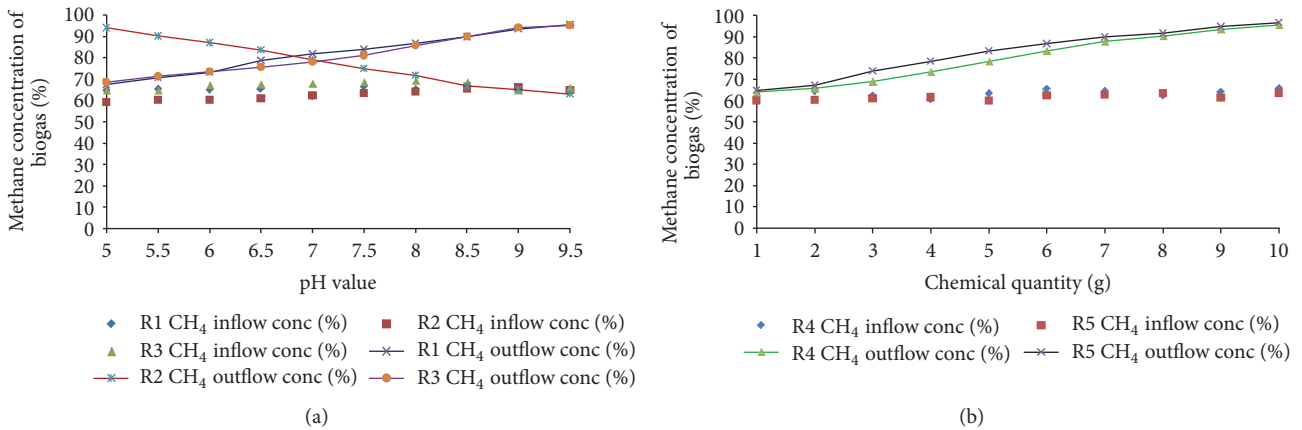 Methane concentration of
biogas (%)
100
90
80
70
60
50
40
30
20
10
0
5 5.5 6 6.5 7 7.5 8 8.5 9 9.5
pH value
R1 CH4 inflow conc (%)
R2 CH4 inflow conc (%)
R3 CH4 inflow conc (%)
R1 CH4 outflow conc (%)
R2 CH4 outflow conc (%)
R3 CH4 outflow conc (%)
(a)
Methane concentration of
biogas (%)
100
90
80
70
60
50
40
30
20
10
0
1 2 3 4 5 6 7 8 9 10
Chemical quantity (g)
R4 CH4 inflow conc (%)
R5 CH4 inflow conc (%)
R4 CH4 outflow conc (%)
R5 CH4 outflow conc (%)
(b)